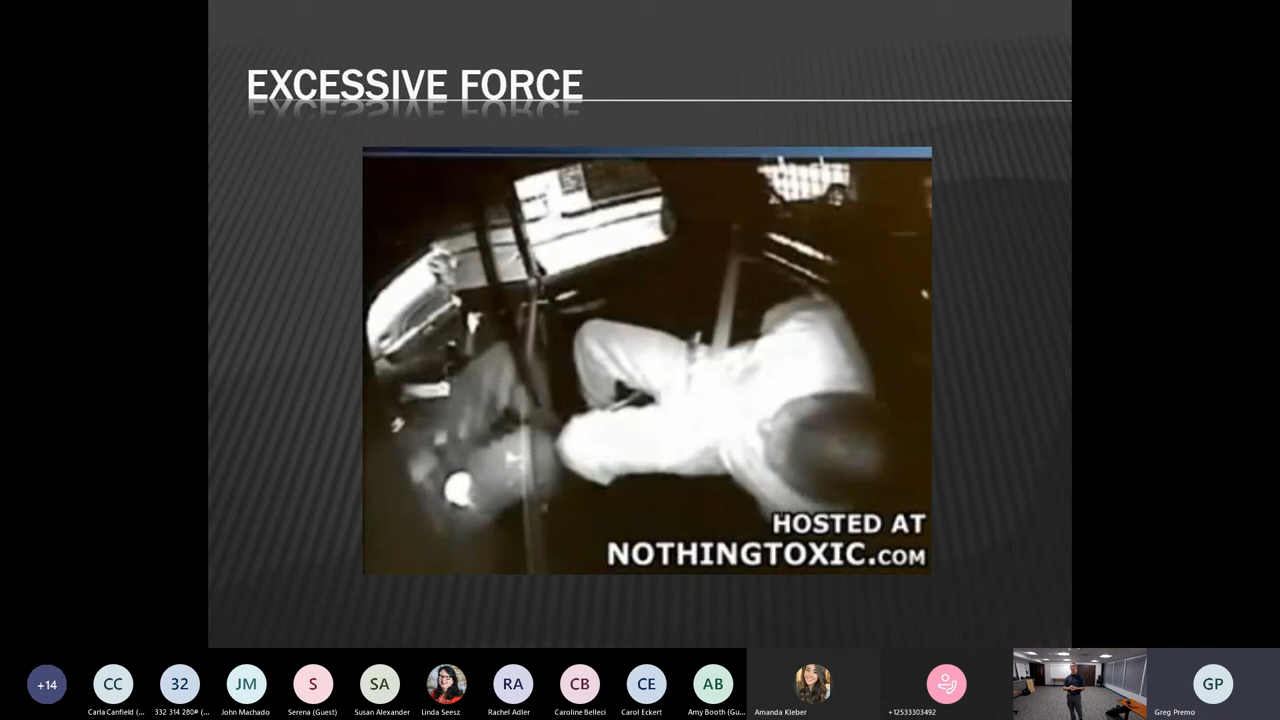 EXCESSIVE FORCE
HOSTED AT
NOTHINGTOXIC.COM
+14
CC
32
JM
S
SA
RA
CB
CE
AB
GP
Carla Canfield (...
332 314 280# (...
John Machado
Serena (Guest)
Susan Alexander
Linda Seesz
Rachel Adler
Caroline Belleci
Carol Eckert
Amy Booth (Gu...
Amanda Kleber
+12533303492
Greg Premo